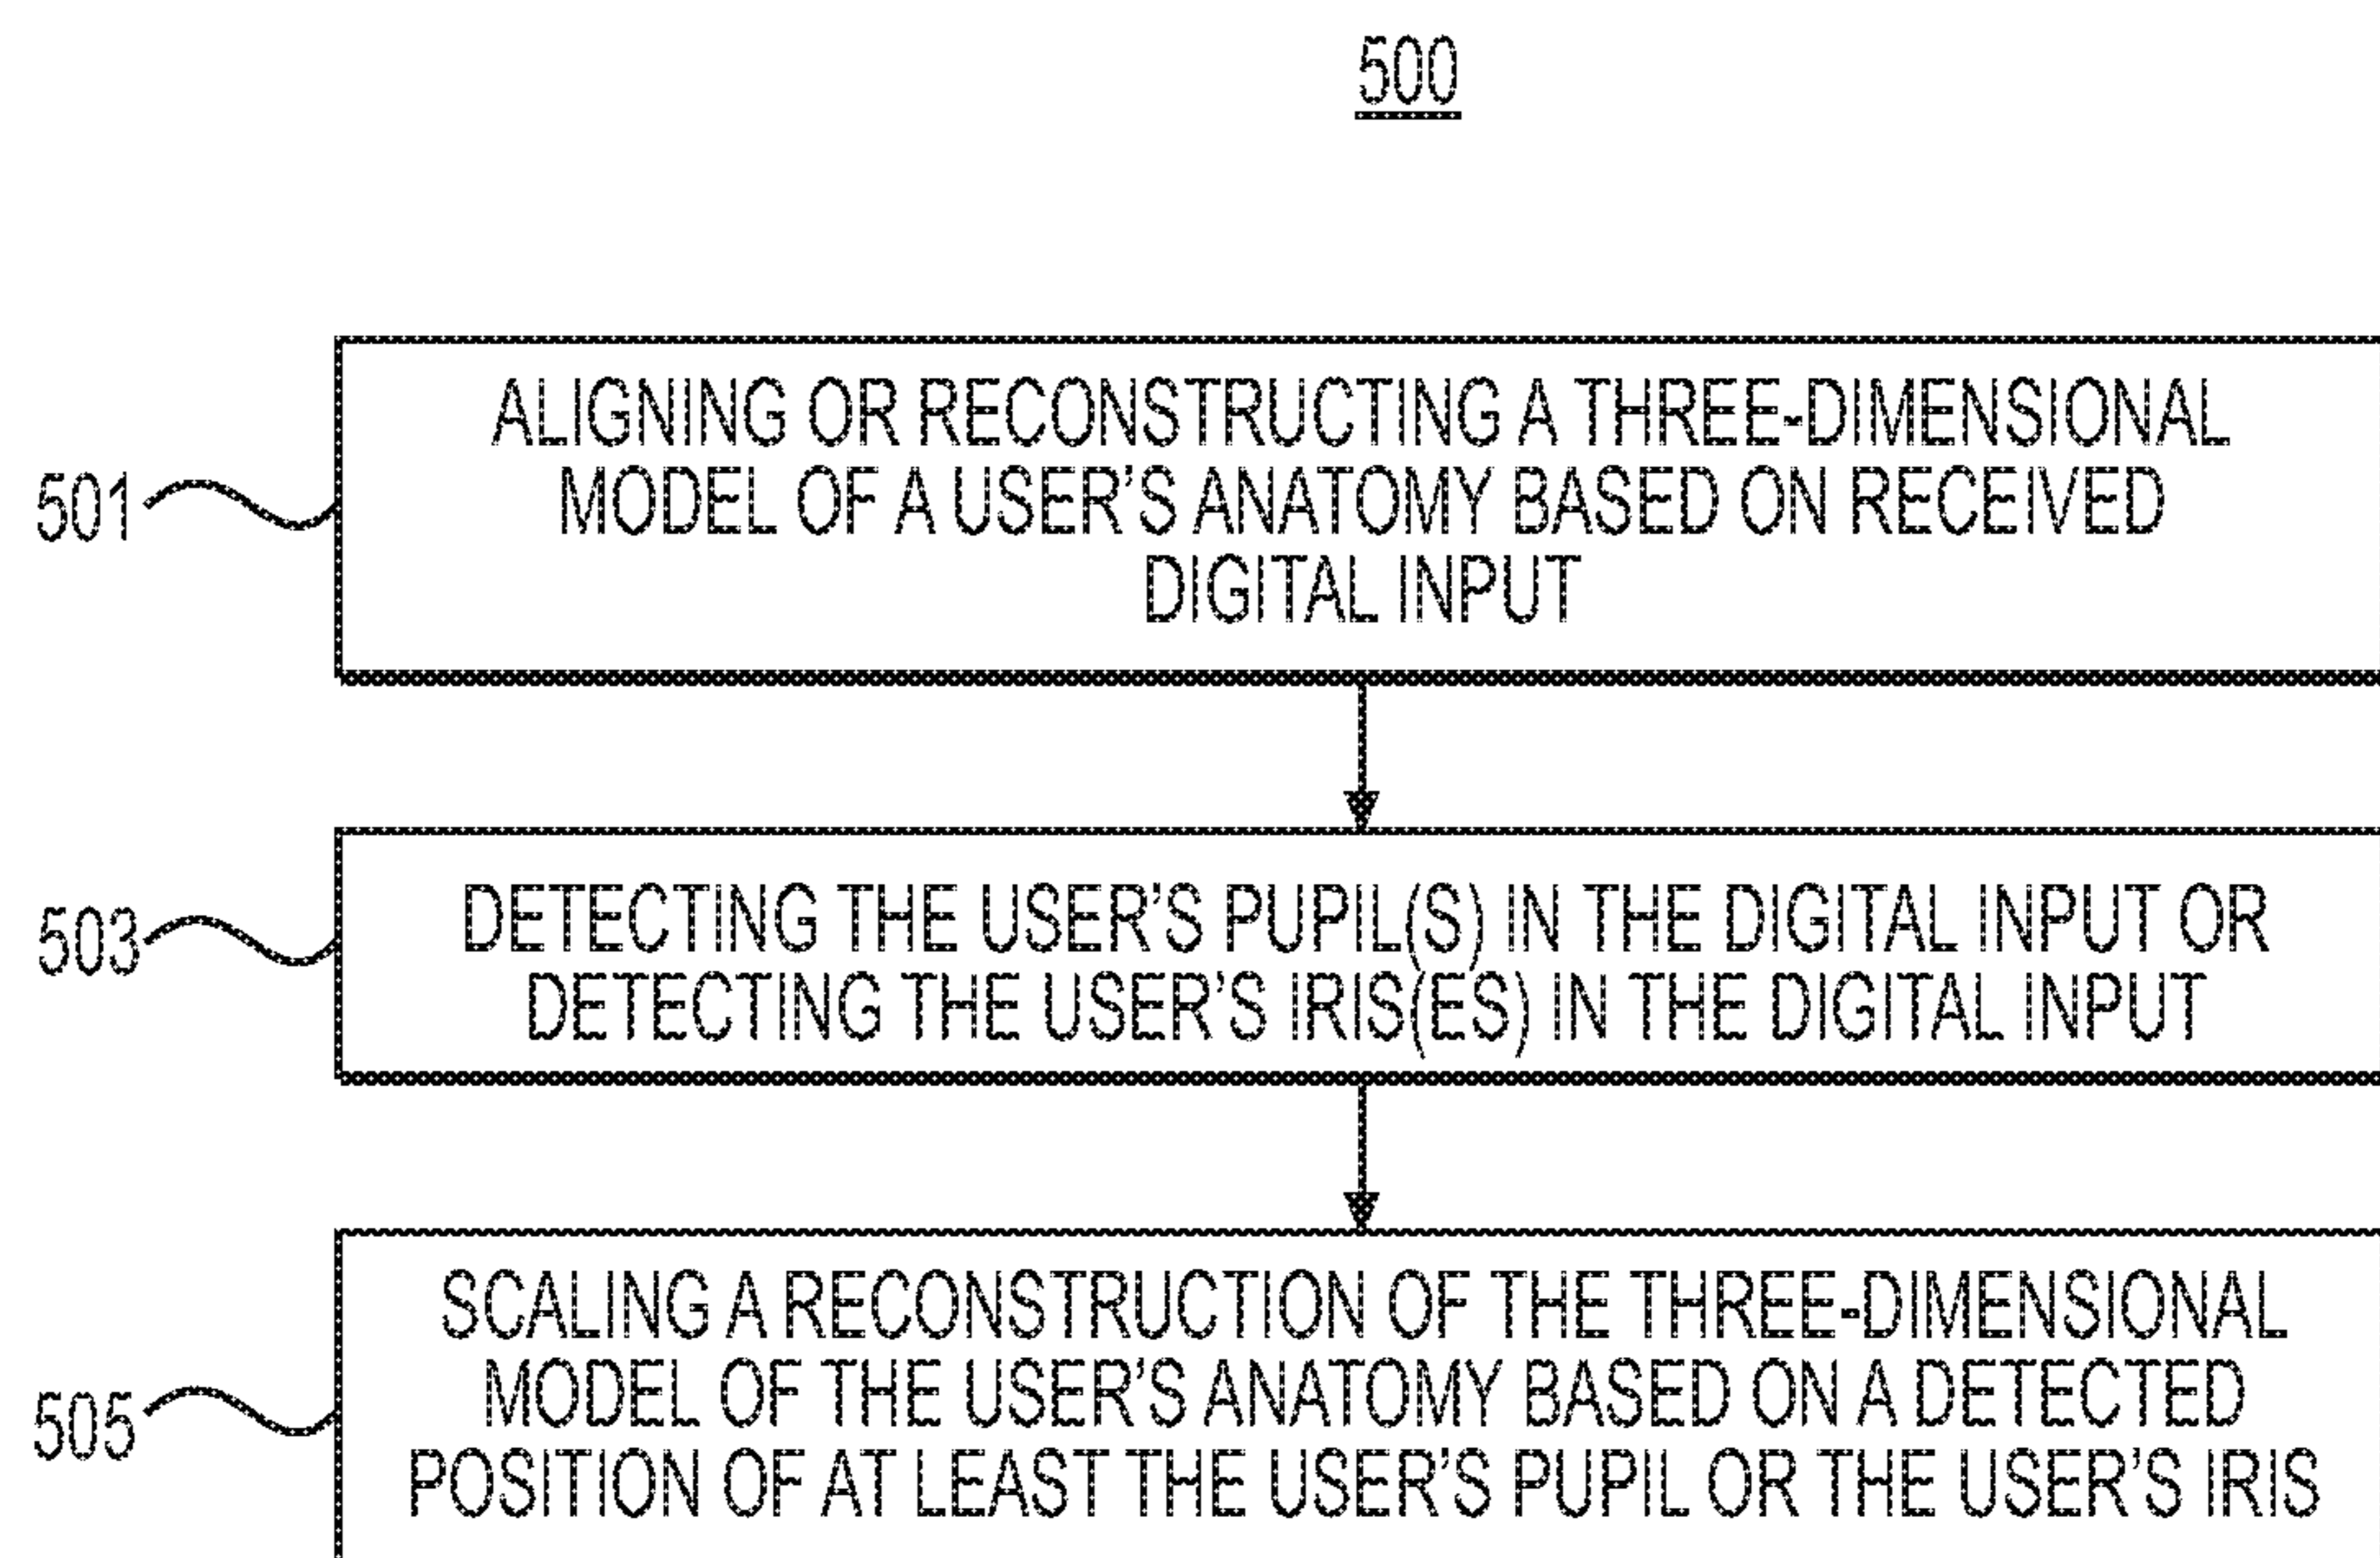 500
ALIGNING OR RECONSTRUCTING A THREE-DIMENSIONAL
MODEL OF A USER'S ANATOMY BASED ON RECEIVED
DIGITAL INPUT
501
DETECTING THE USER'S PUPIL(S) IN THE DIGITAL INPUT OR
DETECTING THE USER'S IRIS(ES) IN THE DIGITAL INPUT
503
SCALING A RECONSTRUCTION OF THE THREE-DIMENSIONAL
MODEL OF THE USER'S ANATOMY BASED ON A DETECTED
POSITION OF AT LEAST THE USER'S PUPIL OR THE USER'S IRIS
505